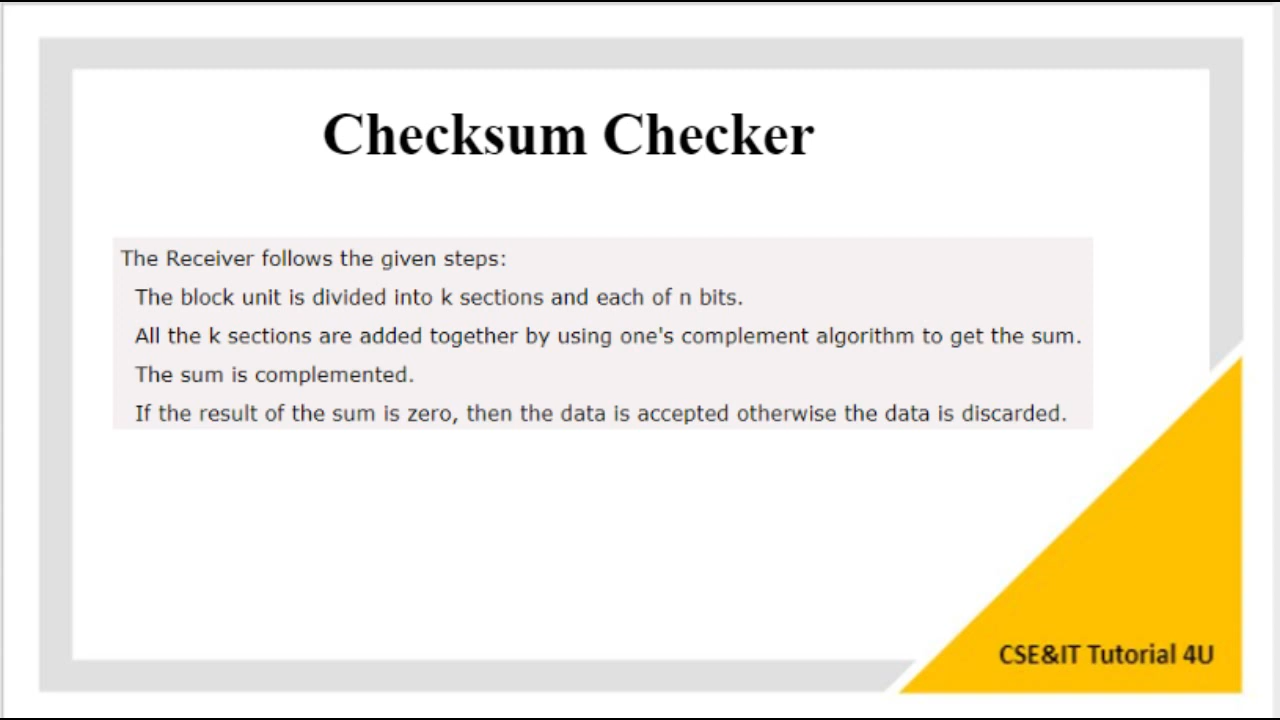 Checksum Checker
The Receiver follows the given steps:
The block unit is divided into k sections and each of n bits.
All the k sections are added together by using one's complement algorithm to get the sum.
The sum is complemented.
If the result of the sum is zero, then the data is accepted otherwise the data is discarded.
CSE&IT Tutorial 4U